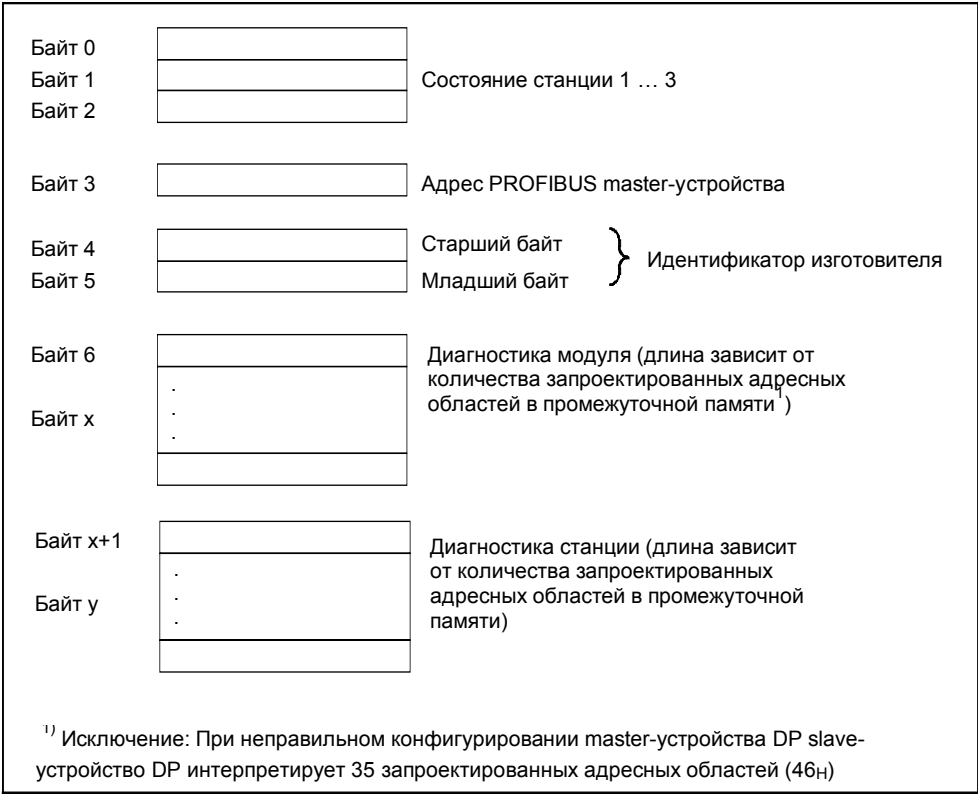 Байт 0
Байт 1
Байт 2
Состояние станции 1 … 3
Байт 3
Адрес PROFIBUS master-устройства
Байт 4
Старший байт
Байт 5
Младший байт
Идентификатор изготовителя
Байт 6
Байт x
Диагностика модуля (длина зависит от
количества запроектированных адресных
областей в промежуточной памяти1)
.
.
.
Байт x+1
Байт y
Диагностика станции (длина зависит
от количества запроектированных
адресных областей в промежуточной
памяти)
.
.
.
1) Исключение: При неправильном конфигурировании master-устройства DP slave-
устройство DP интерпретирует 35 запроектированных адресных областей (46H)